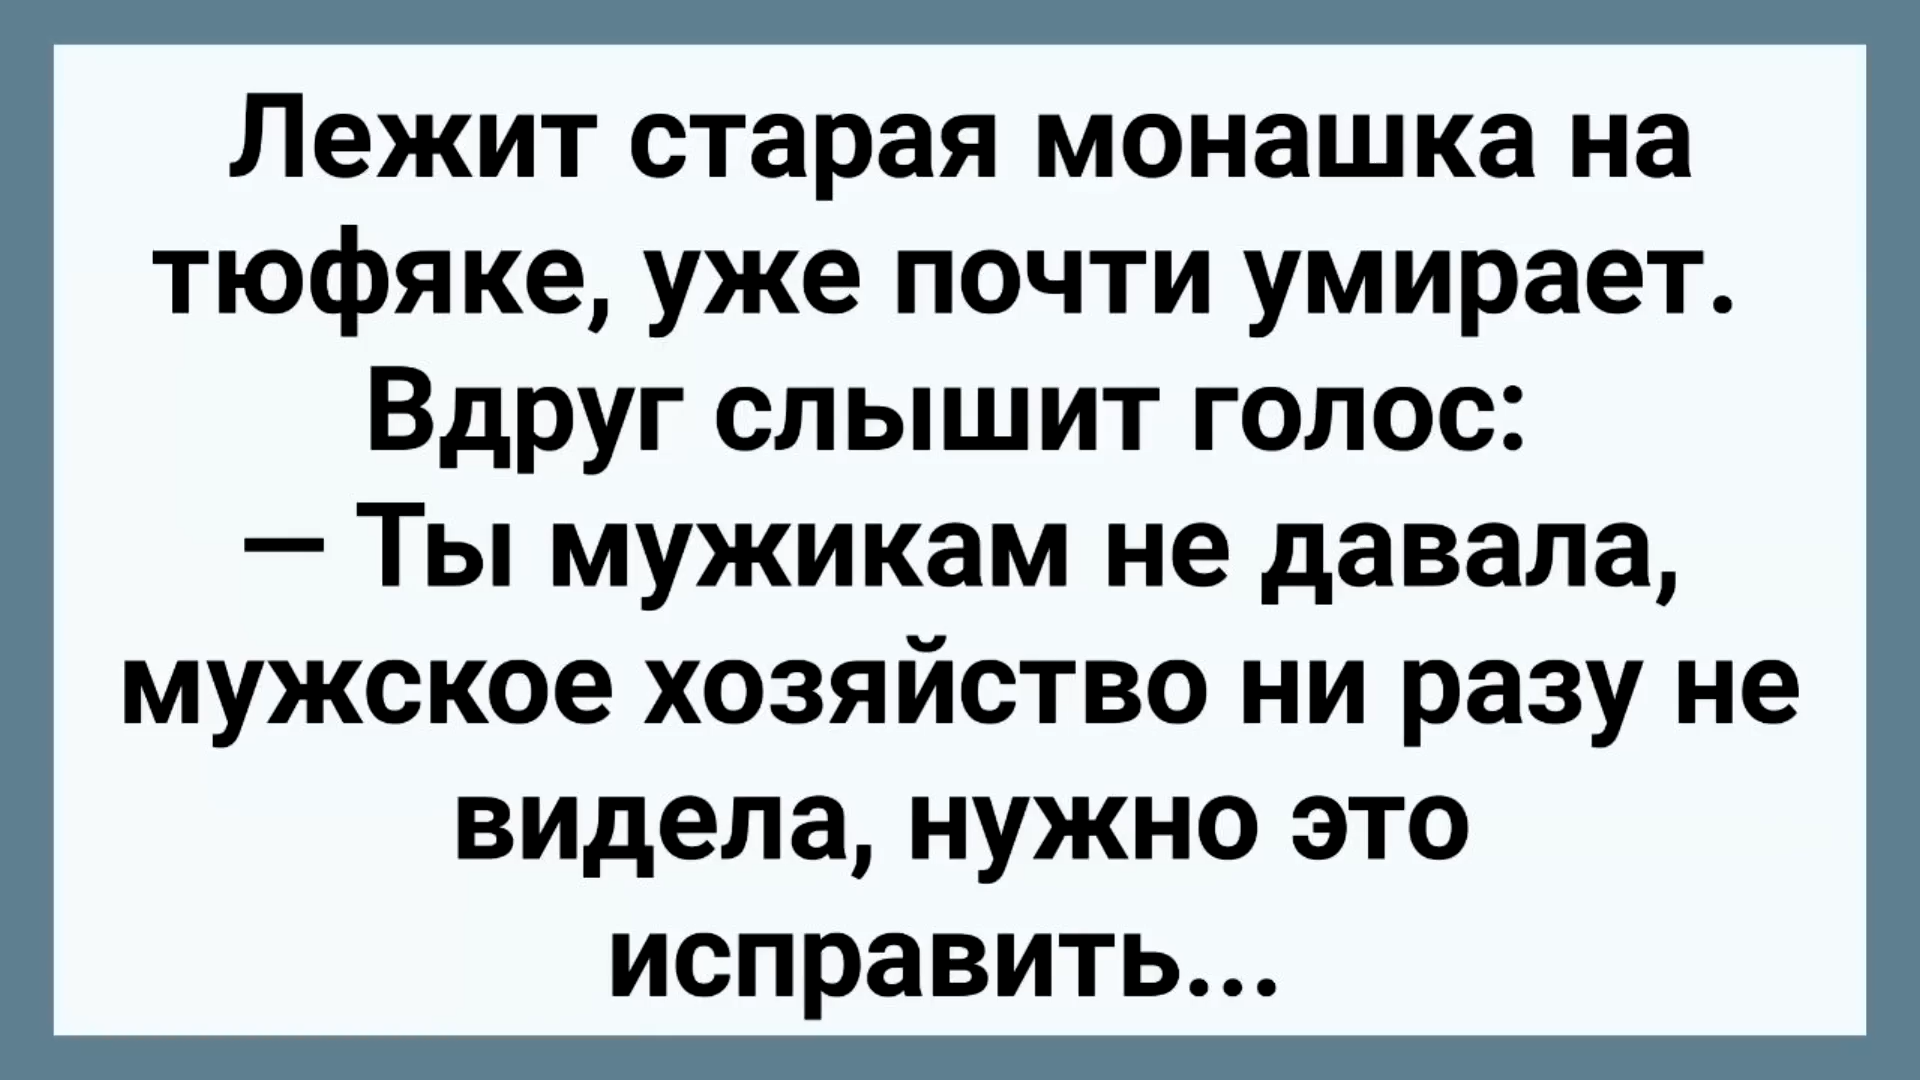 Лежит старая монашка на
тюфяке, уже почти умирает.
Вдруг слышит голос:
— Ты мужикам не давала,
мужское хозяйство ни разу не
видела, нужно это
исправить...